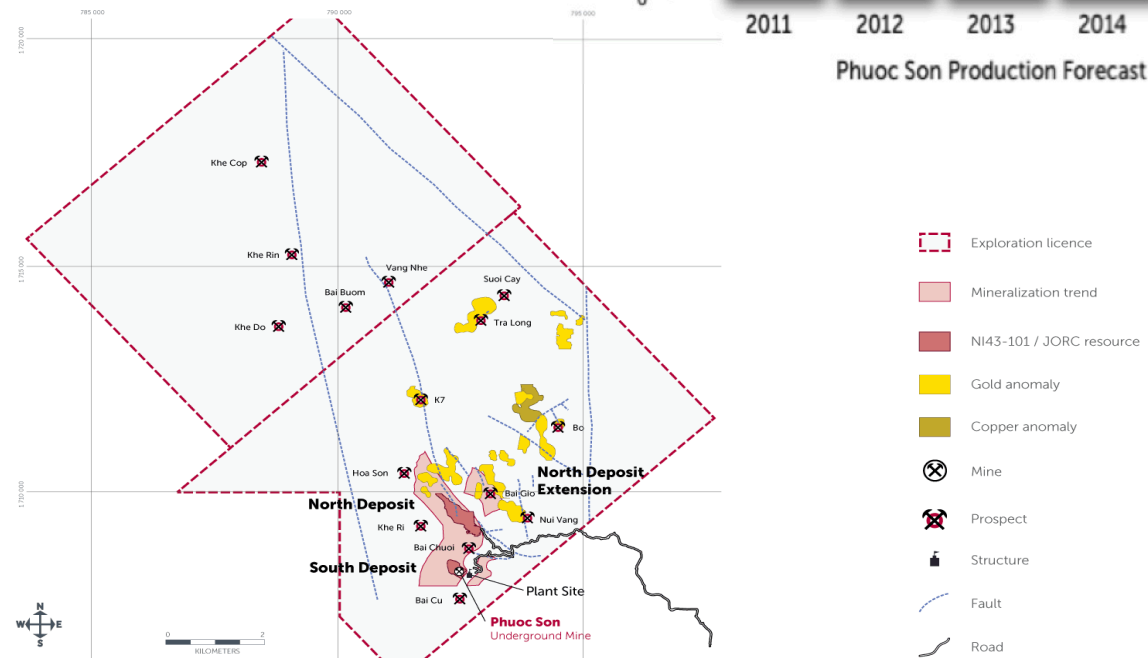 0
2011
2012
2013
2014
Phuoc Son Production Forecast
785 000
790 000
795 000
1 720 000
1 715 000
1 710 000
Khe Cop
Khe Rin
Vang Nhe
Bai Buom
Khe Do
Suoi Cay
Tra Long
K7
Bo
Hoa Son
North Deposit
Extension
Bai Gio
North Deposit
Nui Vang
Khe Ri
Bai Chuoi
South Deposit
Plant Site
Bai Cu
Phuoc Son
Underground Mine
N
W
E
S
0
2
KILOMETERS
Exploration licence
Mineralization trend
NI43-101 / JORC resource
Gold anomaly
Copper anomaly
Mine
Prospect
Structure
Fault
Road